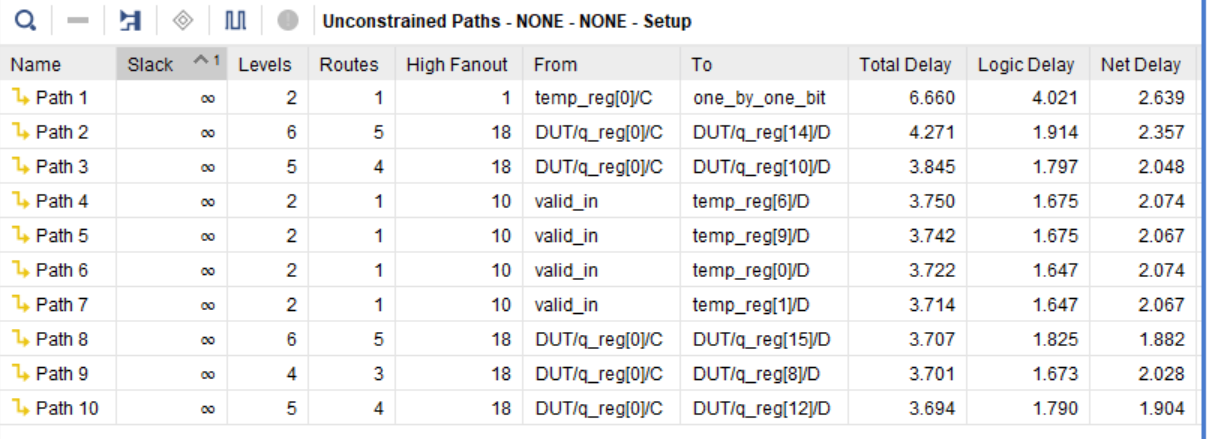 Unconstrained Paths - NONE - NONE - Setup
Name Slack ^1 Levels Routes High Fanout From To Total Delay Logic Delay Net Delay
Path 1 ∞ 2 1 1 temp_reg[0]/C one_by_one_bit 6.660 4.021 2.639
Path 2 ∞ 6 5 18 DUT/q_reg[0]/C DUT/q_reg[14]/D 4.271 1.914 2.357
Path 3 ∞ 5 4 18 DUT/q_reg[0]/C DUT/q_reg[10]/D 3.845 1.797 2.048
Path 4 ∞ 2 1 10 valid_in temp_reg[6]/D 3.750 1.675 2.074
Path 5 ∞ 2 1 10 valid_in temp_reg[9]/D 3.742 1.675 2.067
Path 6 ∞ 2 1 10 valid_in temp_reg[0]/D 3.722 1.647 2.074
Path 7 ∞ 2 1 10 valid_in temp_reg[1]/D 3.714 1.647 2.067
Path 8 ∞ 6 5 18 DUT/q_reg[0]/C DUT/q_reg[15]/D 3.707 1.825 1.882
Path 9 ∞ 4 3 18 DUT/q_reg[0]/C DUT/q_reg[8]/D 3.701 1.673 2.028
Path 10 ∞ 5 4 18 DUT/q_reg[0]/C DUT/q_reg[12]/D 3.694 1.790 1.904